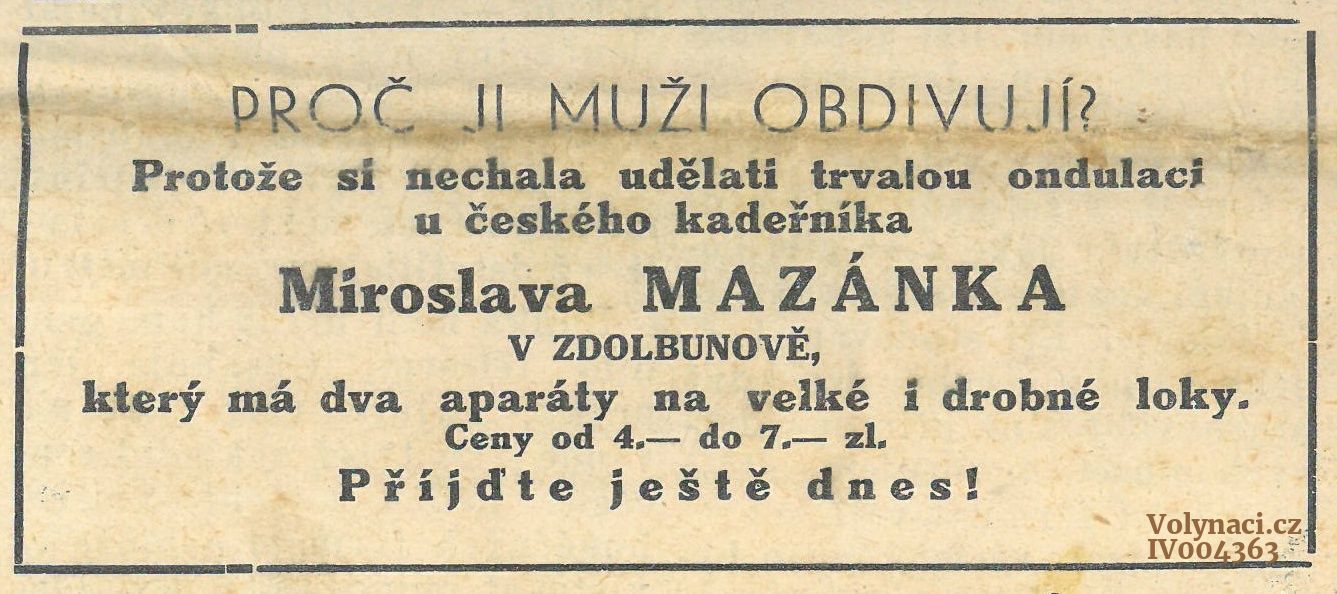 PROČ JI MUŽI OBDIVUJÍ?
Protože si nechala udělati trvalou ondulaci
u českého kadeřníka
Miroslava MAZÁNKA
V ZDOLBUNOVĚ,
který má dva aparáty na velké i drobné loky.
Ceny od 4.— do 7.— zl.
Příjďte ještě dnes!
Volynaci.cz
IV004363